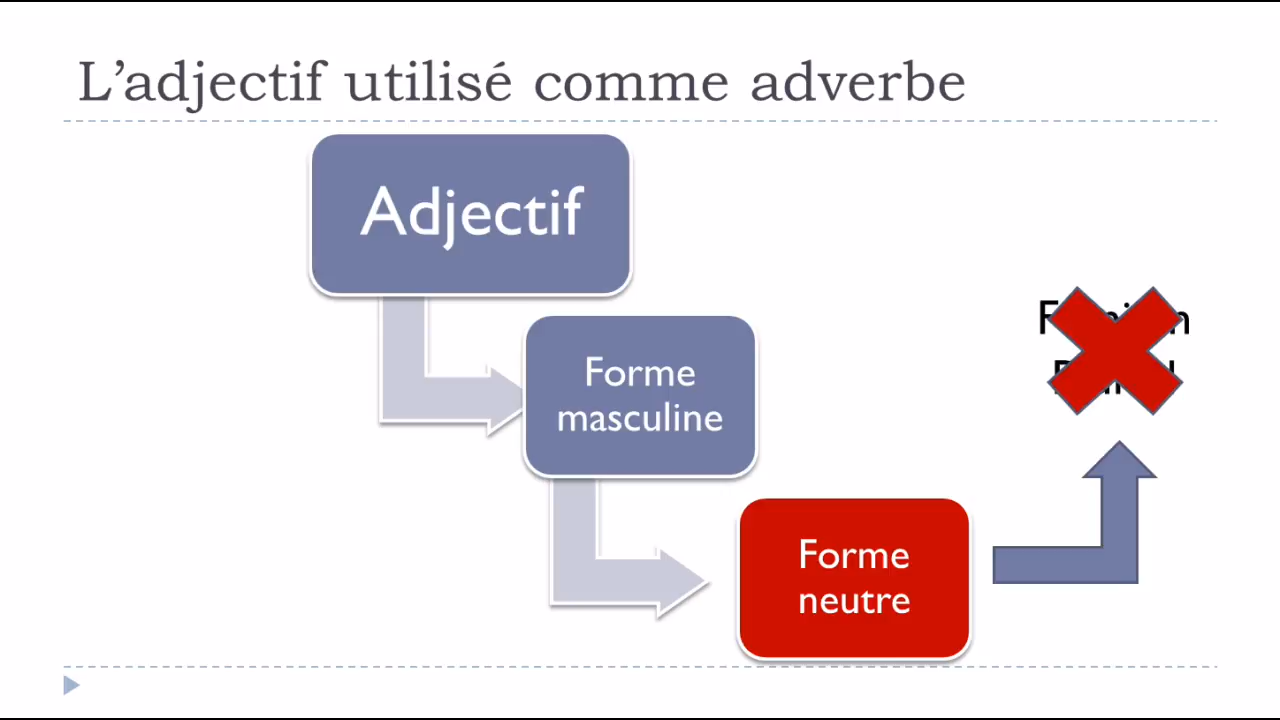 L'adjectif utilisé comme adverbe
Adjectif
Forme
masculine
Forme
neutre